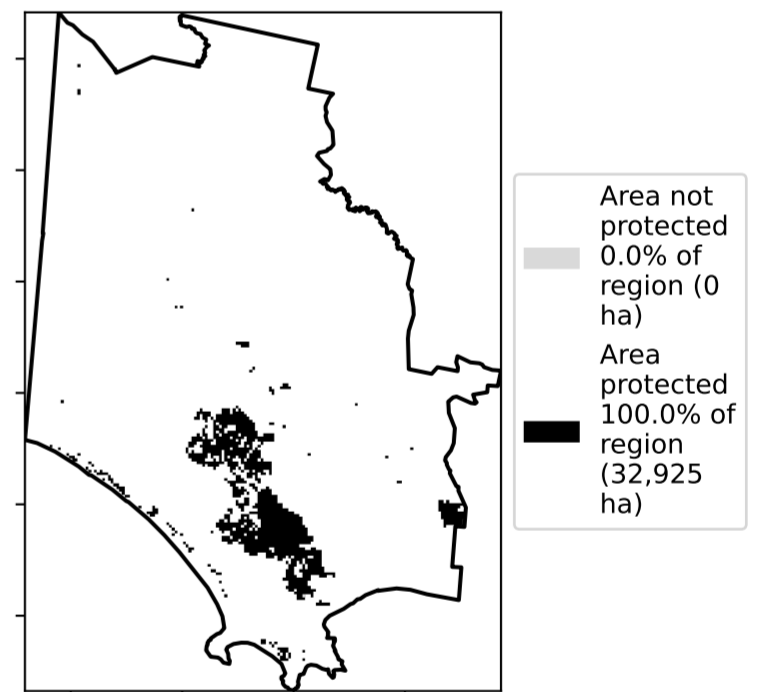 Area not
protected
0.0% of
region (0
ha)
Area
protected
100.0% of
region
(32,925
ha)